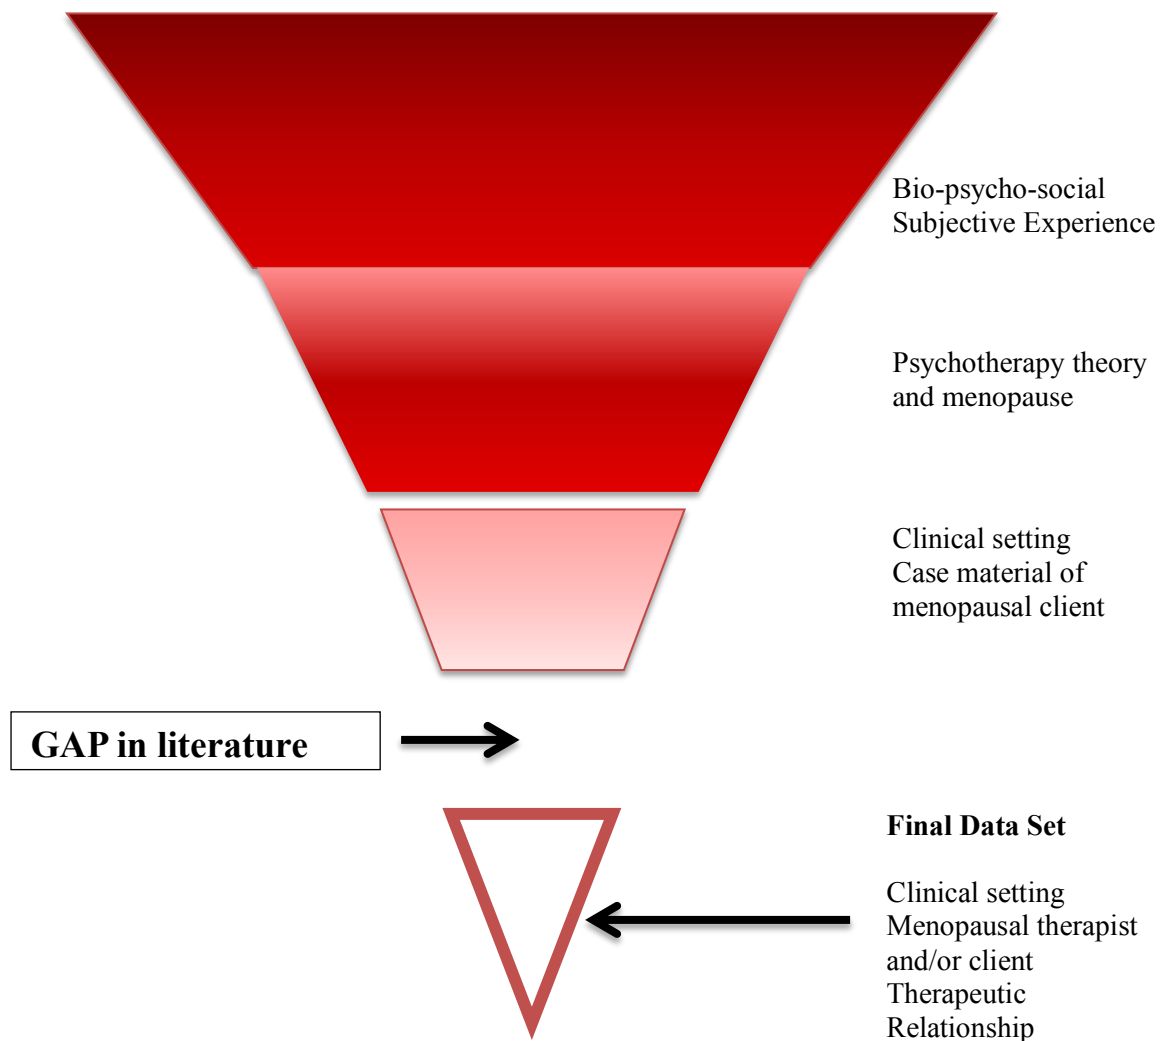 Bio-psycho-social
Subjective Experience
Psychotherapy theory
and menopause
Clinical setting
Case material of
menopausal client
GAP in literature
Final Data Set
Clinical setting
Menopausal therapist
and/or client
Therapeutic
Relationship